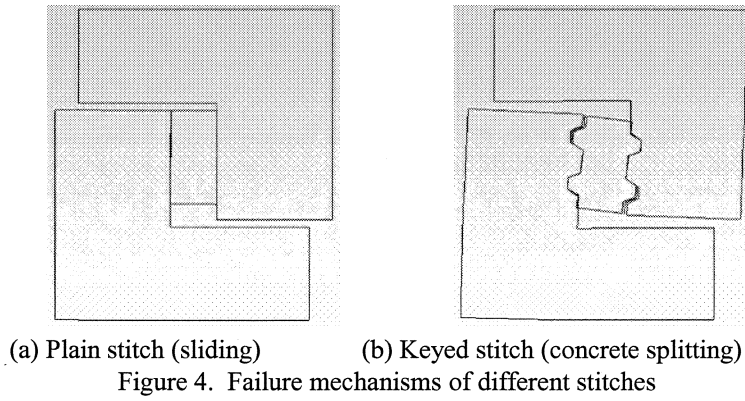 (a) Plain stitch (sliding) (b) Keyed stitch (concrete splitting)
Figure 4. Failure mechanisms of different stitches